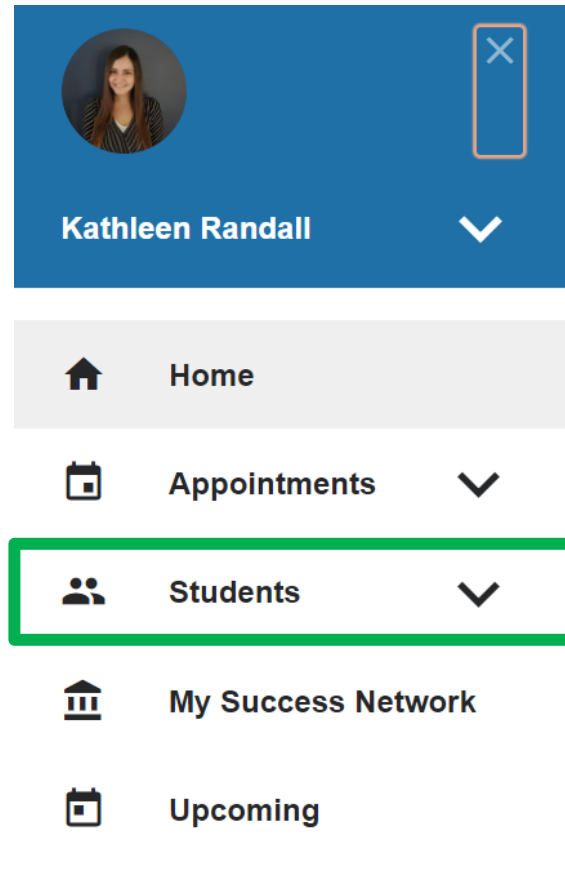 Kathleen Randall
Home
Appointments
Students
My Success Network
Upcoming